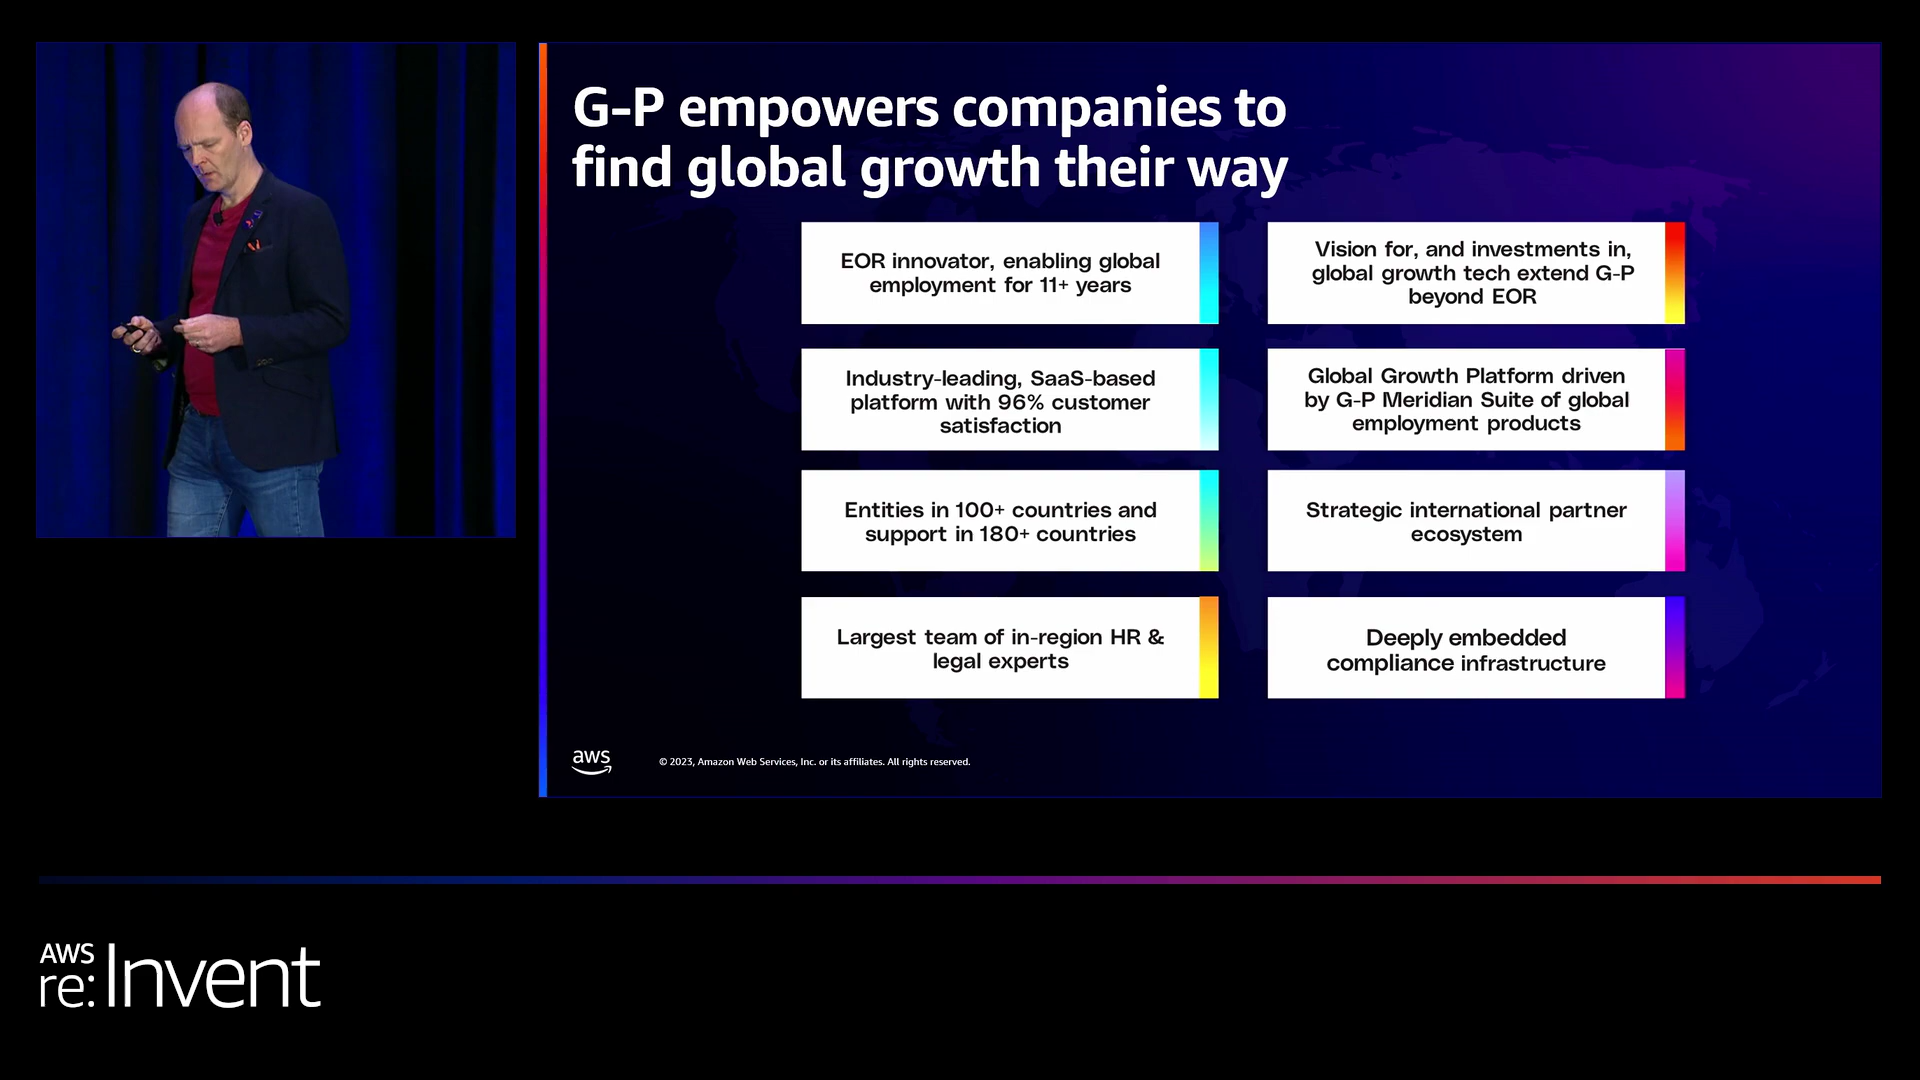 G-P empowers companies to
find global growth their way
EOR innovator, enabling global
employment for 11+ years
Vision for, and investments in,
global growth tech extend G-P
beyond EOR
Industry-leading, SaaS-based
platform with 96% customer
satisfaction
Global Growth Platform driven
by G-P Meridian Suite of global
employment products
Entities in 100+ countries and
support in 180+ countries
Strategic international partner
ecosystem
Largest team of in-region HR &
legal experts
Deeply embedded
compliance infrastructure
aws
© 2023, Amazon Web Services, Inc. or its affiliates. All rights reserved.
AWS
re:Invent